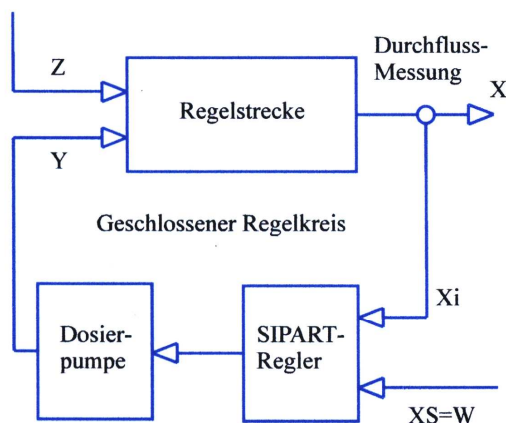 Durchfluss-
Messung
Z
X
Regelstrecke
Y
Geschlossener Regelkreis
Xi
Dosier-
pumpe
SIPART-
Regler
XS=W